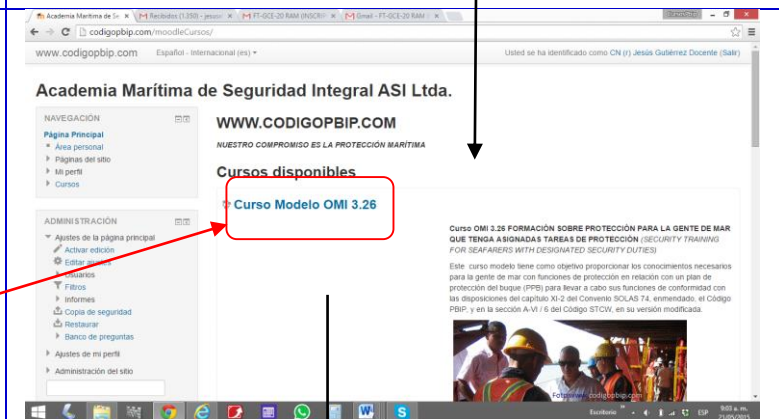 Academia Marítima de Se
Recibidos (1.250) - jesus
FT-GCE-20 RAM (INSCRI
Gmail - FT-GCE-20 RAM (
codigopbip.com/moodleCursos/
www.codigopbip.com
Español - Internacional (es)
Usted se ha identificado como CN (r) Jesús Gutiérrez Docente (Salir)
Academia Marítima de Seguridad Integral ASI Ltda.
NAVEGACIÓN
Página Principal
Área personal
Páginas del sitio
Mi perfil
Cursos
ADMINISTRACIÓN
Ajustes de la página principal
Activar edición
Editar ajustes
Usuarios
Filtros
Informes
Copia de seguridad
Restaurar
Banco de preguntas
Ajustes de mi perfil
Administración del sitio
WWW.CODIGOPBIP.COM
NUESTRO COMPROMISO ES LA PROTECCIÓN MARÍTIMA
Cursos disponibles
Curso Modelo OMI 3.26
Curso OMI 3.26 FORMACIÓN SOBRE PROTECCIÓN PARA LA GENTE DE MAR
QUE TENGA ASIGNADAS TAREAS DE PROTECCIÓN (SECURITY TRAINING
FOR SEAFARERS WITH DESIGNATED SECURITY DUTIES)
Este curso modelo tiene como objetivo proporcionar los conocimientos necesarios
para la gente de mar con funciones de protección en relación con un plan de
protección del buque (PPB) para llevar a cabo sus funciones de conformidad con
las disposiciones del capítulo XI-2 del Convenio SOLAS 74, enmendado, el Código
PBIP, y en la sección A-VI / 6 del Código STCW, en su versión modificada.
codigopbip.com
Escritorio
ESP
9:03 a. m.
21/05/2015